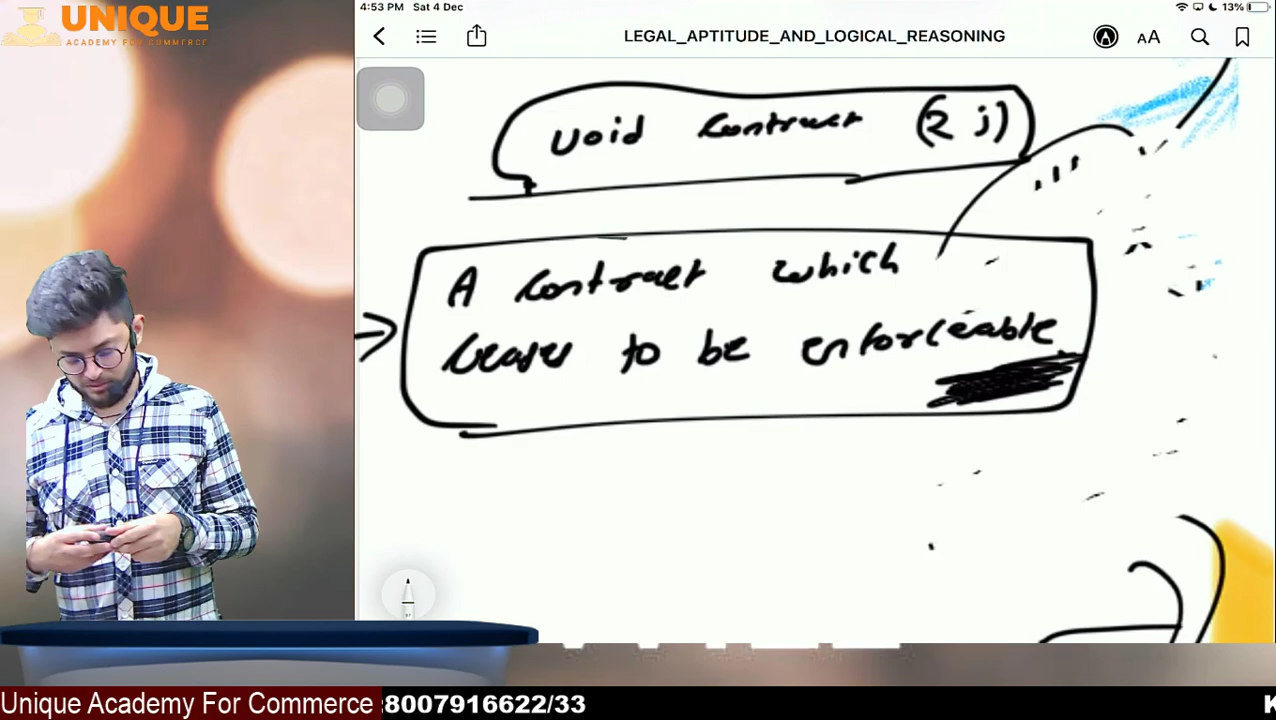 UNIQUE
ACADEMY FOR COMMERCE
4:53 PM Sat 4 Dec
13%
LEGAL_APTITUDE_AND_LOGICAL_REASONING
AA
Void Contract (2 j)
A contract which
ceases to be enforceable
Unique Academy For Commerce :8007916622/33
K